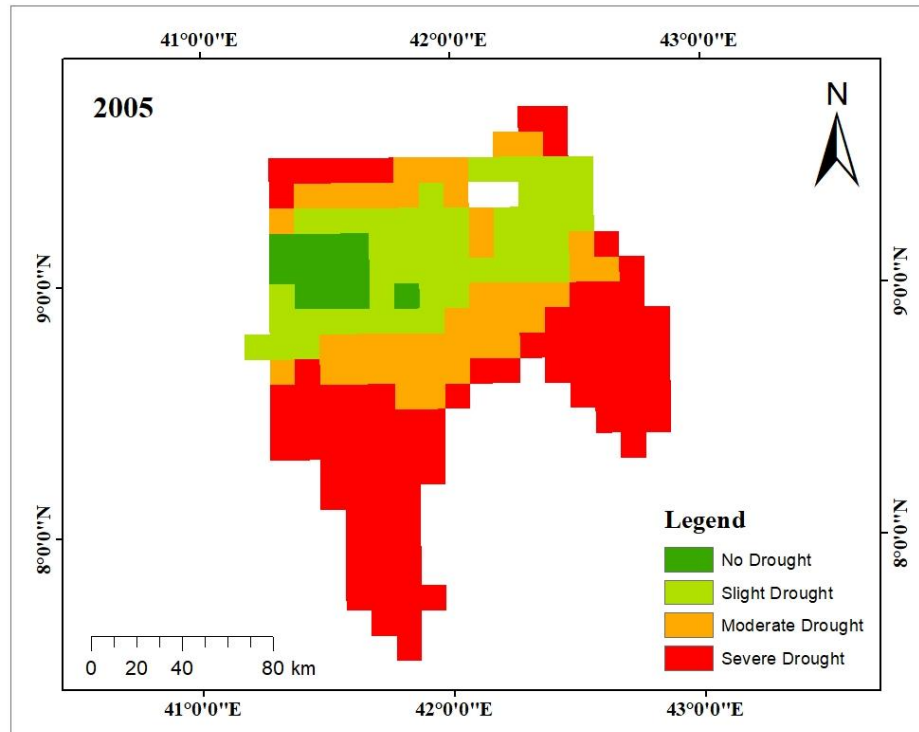 41°0'0"E 42°0'0"E 43°0'0"E
2005
N
9°0'0"N 9°0'0"N
8°0'0"N 8°0'0"N
Legend
No Drought
Slight Drought
Moderate Drought
Severe Drought
0 20 40 80 km
41°0'0"E 42°0'0"E 43°0'0"E